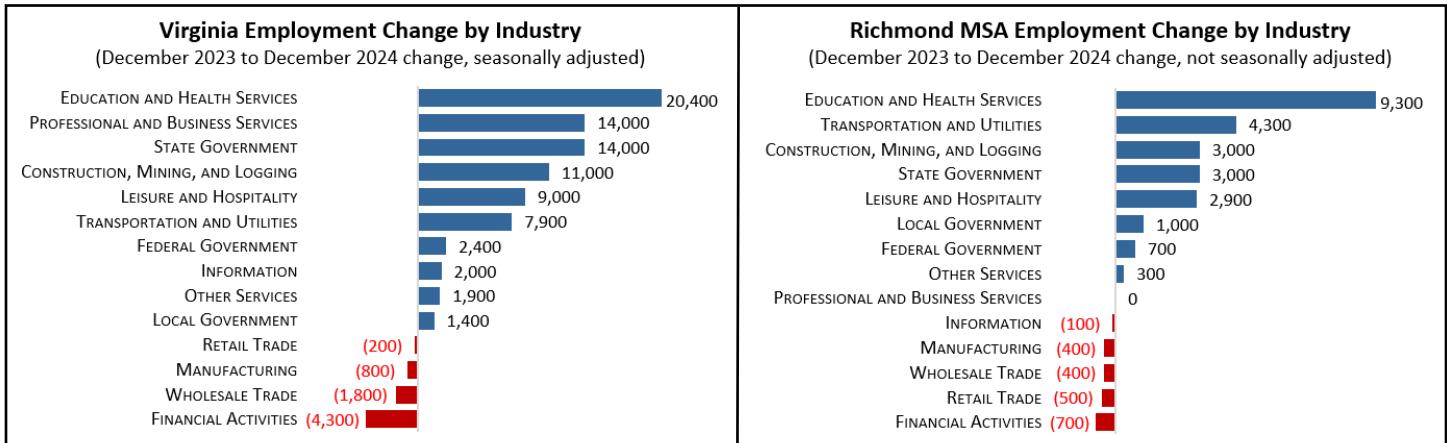 Virginia Employment Change by Industry
(December 2023 to December 2024 change, seasonally adjusted)
EDUCATION AND HEALTH SERVICES 20,400
PROFESSIONAL AND BUSINESS SERVICES 14,000
STATE GOVERNMENT 14,000
CONSTRUCTION, MINING, AND LOGGING 11,000
LEISURE AND HOSPITALITY 9,000
TRANSPORTATION AND UTILITIES 7,900
FEDERAL GOVERNMENT 2,400
INFORMATION 2,000
OTHER SERVICES 1,900
LOCAL GOVERNMENT 1,400
RETAIL TRADE (200)
MANUFACTURING (800)
WHOLESALE TRADE (1,800)
FINANCIAL ACTIVITIES (4,300)
Richmond MSA Employment Change by Industry
(December 2023 to December 2024 change, not seasonally adjusted)
EDUCATION AND HEALTH SERVICES 9,300
TRANSPORTATION AND UTILITIES 4,300
CONSTRUCTION, MINING, AND LOGGING 3,000
STATE GOVERNMENT 3,000
LEISURE AND HOSPITALITY 2,900
LOCAL GOVERNMENT 1,000
FEDERAL GOVERNMENT 700
OTHER SERVICES 300
PROFESSIONAL AND BUSINESS SERVICES 0
INFORMATION (100)
MANUFACTURING (400)
WHOLESALE TRADE (400)
RETAIL TRADE (500)
FINANCIAL ACTIVITIES (700)